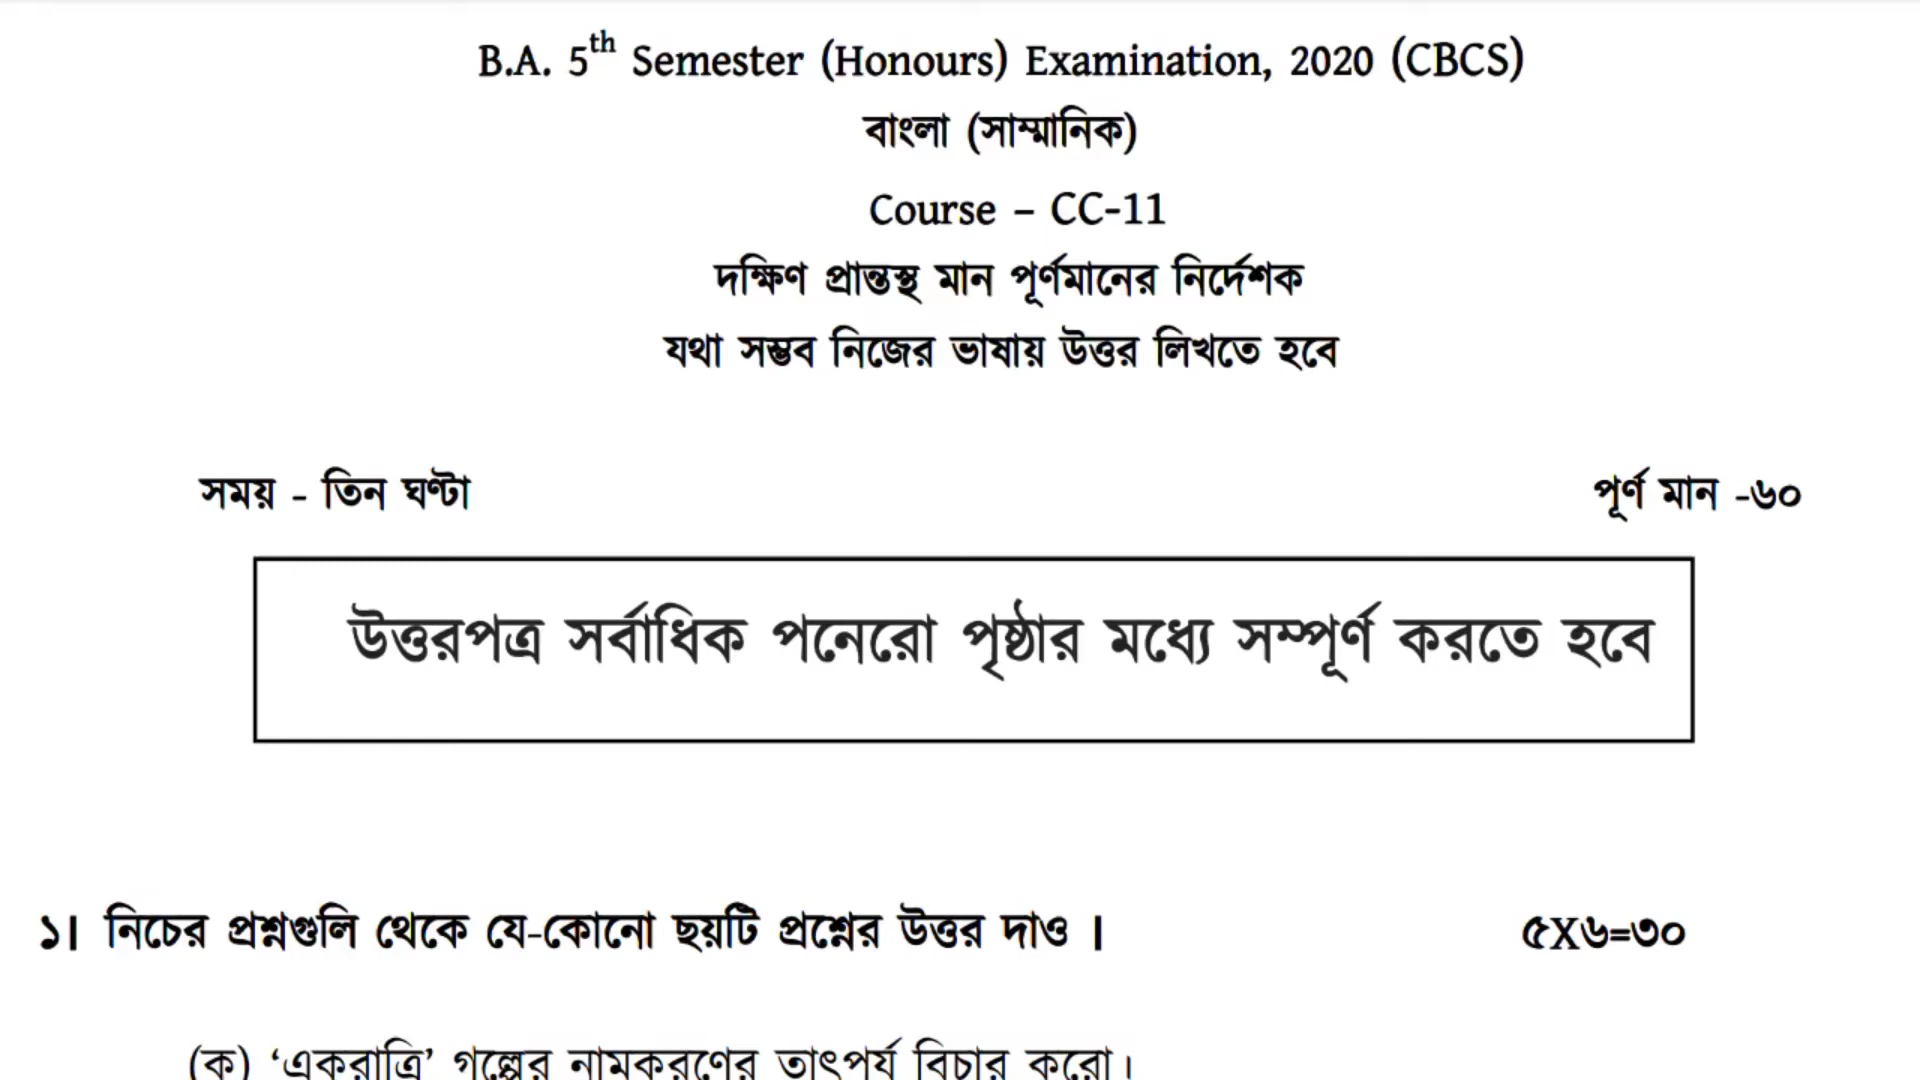 B.A. 5th Semester (Honours) Examination, 2020 (CBCS)
বাংলা (সাম্মানিক)
Course – CC-11
দক্ষিণ প্রান্তস্থ মান পূর্ণমানের নির্দেশক
যথা সম্ভব নিজের ভাষায় উত্তর লিখতে হবে
সময় - তিন ঘণ্টা পূর্ণ মান -৬০
উত্তরপত্র সর্বাধিক পনেরো পৃষ্ঠার মধ্যে সম্পূর্ণ করতে হবে
১। নিচের প্রশ্নগুলি থেকে যে-কোনো ছয়টি প্রশ্নের উত্তর দাও । ৫X৬=৩০
(ক) ‘একরাত্রি’ গল্পের নামকরণের তাৎপর্য বিচার করো।